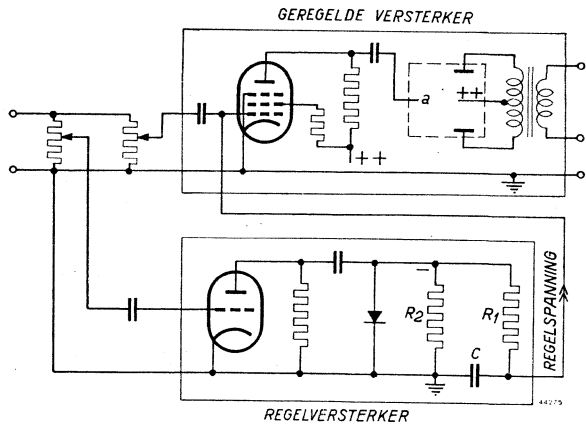 GEREGELDE VERSTERKER
a
++
++
REGELSPANNING
−
R2
R1
C
44275
REGELVERSTERKER